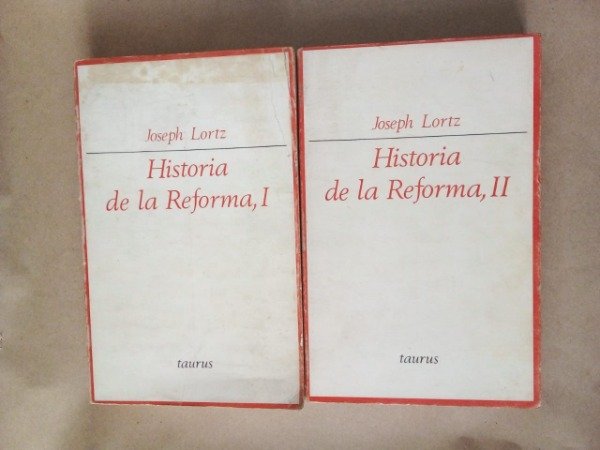 Joseph Lortz
Historia
de la Reforma, I
taurus
Joseph Lortz
Historia
de la Reforma, II
taurus